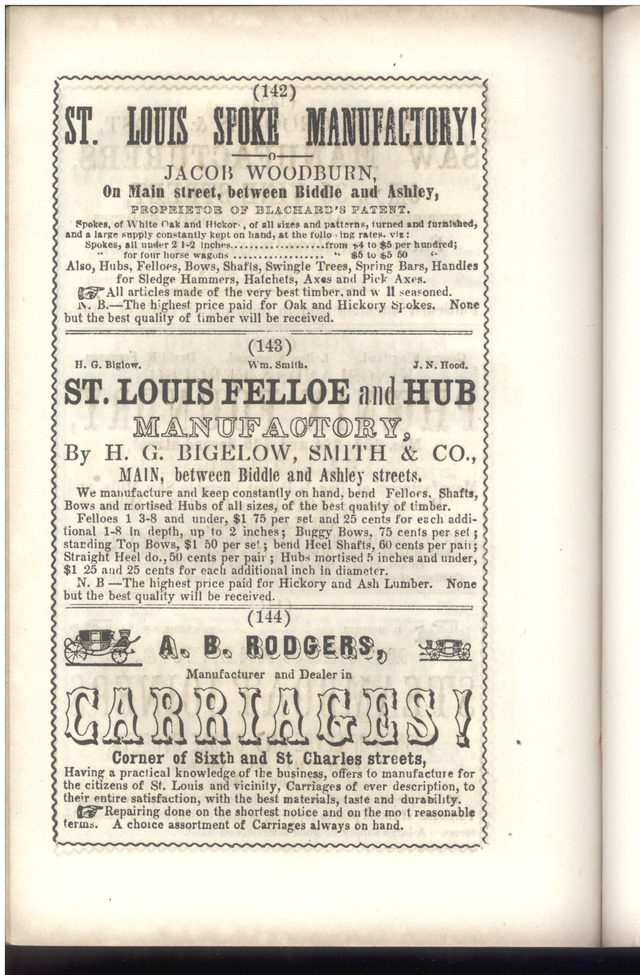 (142)
ST. LOUIS SPOKE MANUFACTORY!
o
JACOB WOODBURN,
On Main street, between Biddle and Ashley,
PROPRIETOR OF BLACHARD'S PATENT.
Spokes, of White Oak and Hickor, of all sizes and patterns, turned and furnished,
and a large supply constantly kept on hand, at the follo ing rates. viz:
Spokes, all under 2 1-2 inches......................from $4 to $5 per hundred;
" for four horse wagons ................. " $5 to $5 50 "
Also, Hubs, Felloes, Bows, Shafts, Swingle Trees, Spring Bars, Handles
for Sledge Hammers, Hatchets, Axes and Pick Axes.
☞ All articles made of the very best timber, and w ll seasoned.
N. B.—The highest price paid for Oak and Hickory Spokes. None
but the best quality of timber will be received.
(143)
H. G. Biglow. Wm. Smith. J. N. Hood.
ST. LOUIS FELLOE and HUB
MANUFACTORY,
By H. G. BIGELOW, SMITH & CO.,
MAIN, between Biddle and Ashley streets.
We manufacture and keep constantly on hand, bend Felloes, Shafts,
Bows and mortised Hubs of all sizes, of the best quality of timber.
Felloes 1 3-8 and under, $1 75 per set and 25 cents for each addi-
tional 1-8 in depth, up to 2 inches; Buggy Bows, 75 cents per set;
standing Top Bows, $1 50 per set; bend Heel Shafts, 60 cents per pair;
Straight Heel do., 50 cents per pair; Hubs mortised 5 inches and under,
$1 25 and 25 cents for each additional inch in diameter.
N. B—The highest price paid for Hickory and Ash Lumber. None
but the best quality will be received.
(144)
A. B. RODGERS,
Manufacturer and Dealer in
CARRIAGES!
Corner of Sixth and St Charles streets,
Having a practical knowledge of the business, offers to manufacture for
the citizens of St. Louis and vicinity, Carriages of ever description, to
their entire satisfaction, with the best materials, taste and durability.
☞ Repairing done on the shortest notice and on the mo t reasonable
terms. A choice assortment of Carriages always on hand.